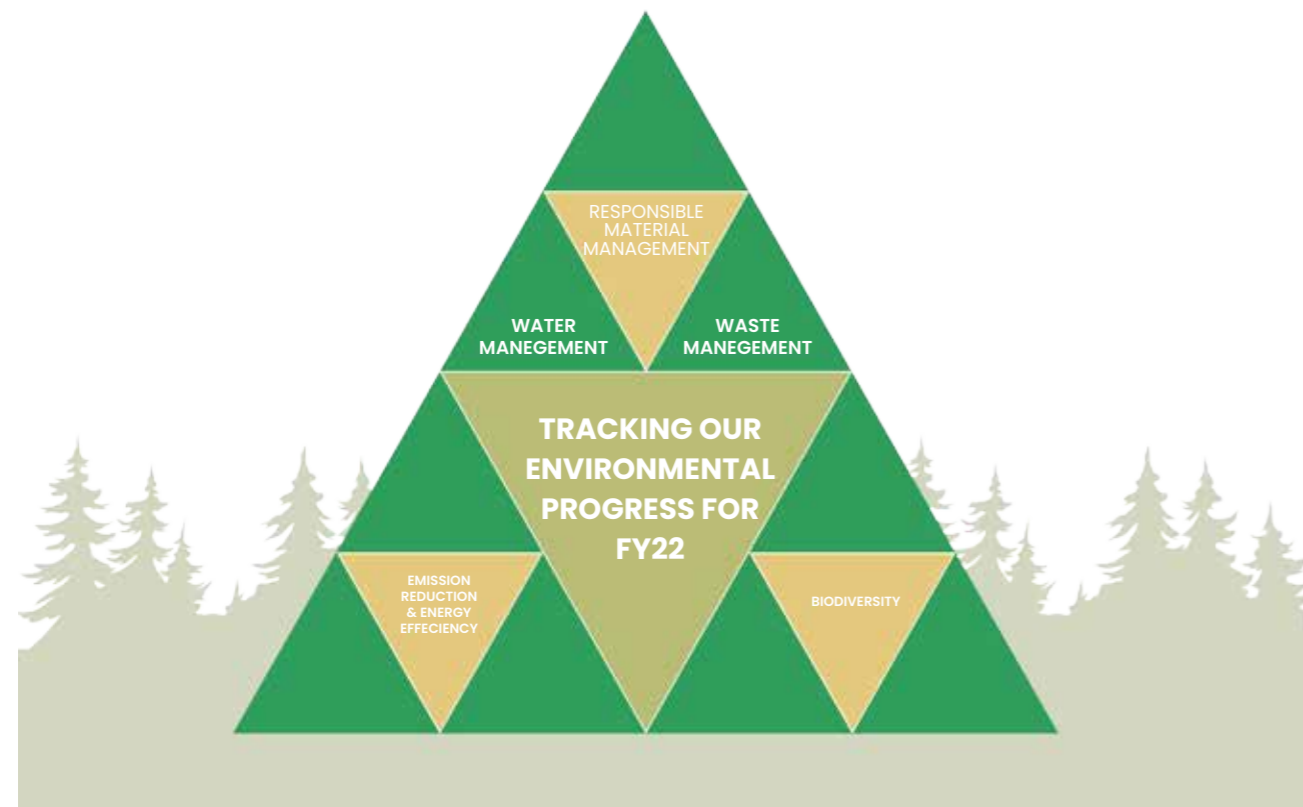 RESPONSIBLE
MATERIAL
MANAGEMENT
WATER
MANEGEMENT
WASTE
MANEGEMENT
TRACKING OUR
ENVIRONMENTAL
PROGRESS FOR
FY22
EMISSION
REDUCTION
& ENERGY
EFFECIENCY
BIODIVERSITY